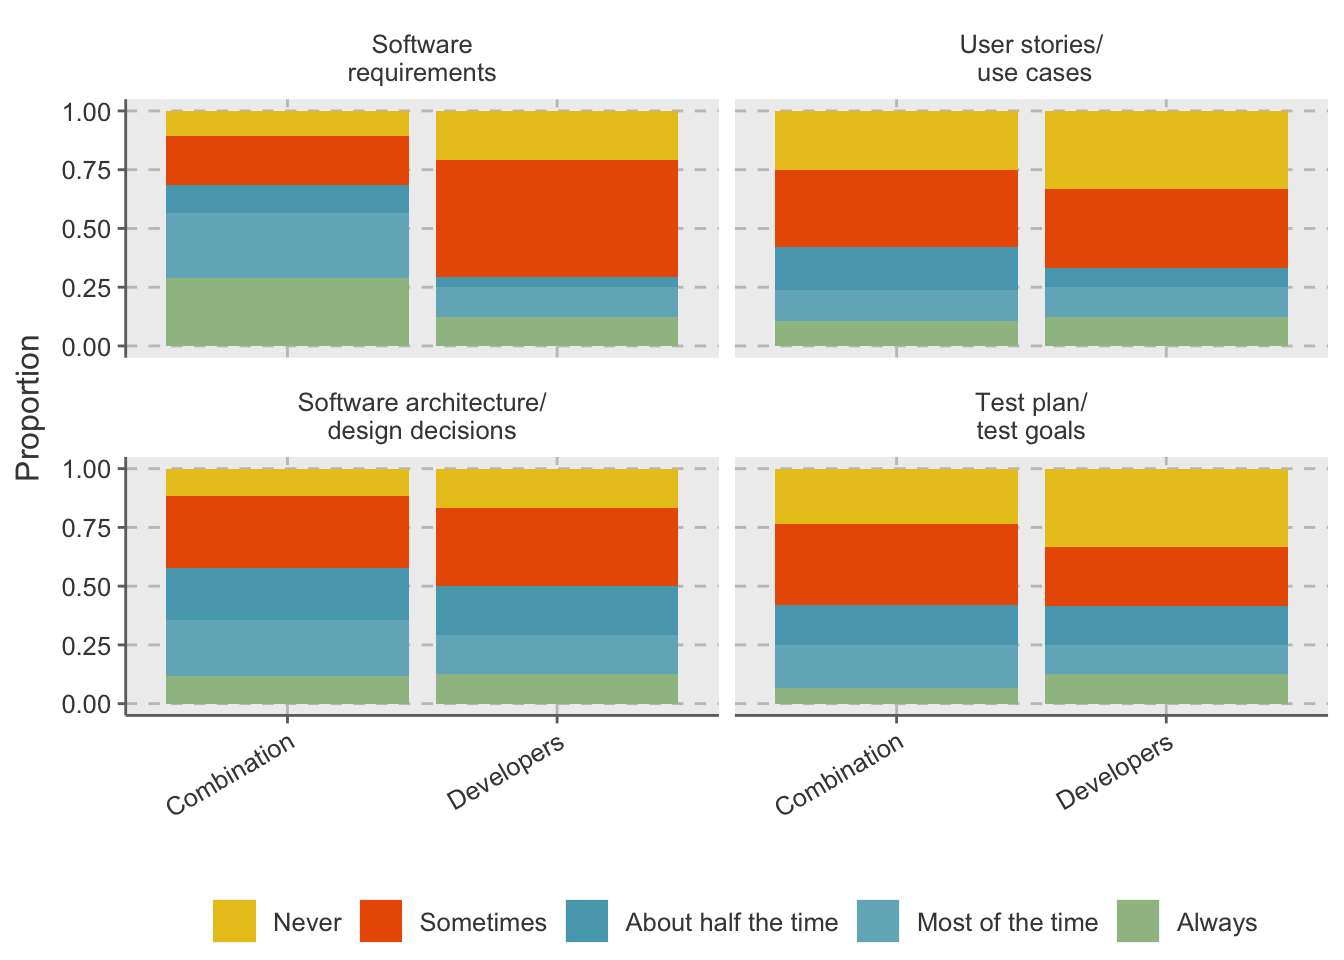 Software
requirements
User stories/
use cases
1.00
0.75
0.50
0.25
0.00
Proportion
Software architecture/
design decisions
Test plan/
test goals
1.00
0.75
0.50
0.25
0.00
Combination
Developers
Combination
Developers
Never
Sometimes
About half the time
Most of the time
Always